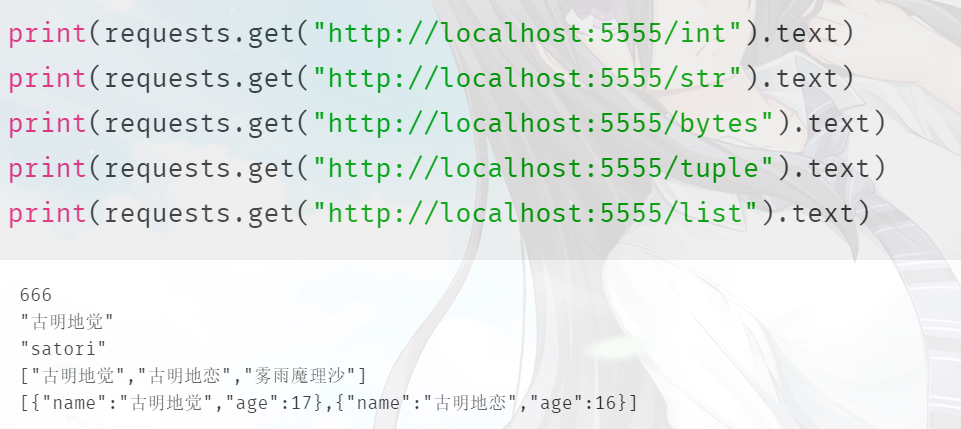 print(requests.get("http://localhost:5555/int").text)
print(requests.get("http://localhost:5555/str").text)
print(requests.get("http://localhost:5555/bytes").text)
print(requests.get("http://localhost:5555/tuple").text)
print(requests.get("http://localhost:5555/list").text)
666
"古明地觉"
"satori"
["古明地觉","古明地恋","雾雨魔理沙"]
[{"name":"古明地觉","age":17},{"name":"古明地恋","age":16}]